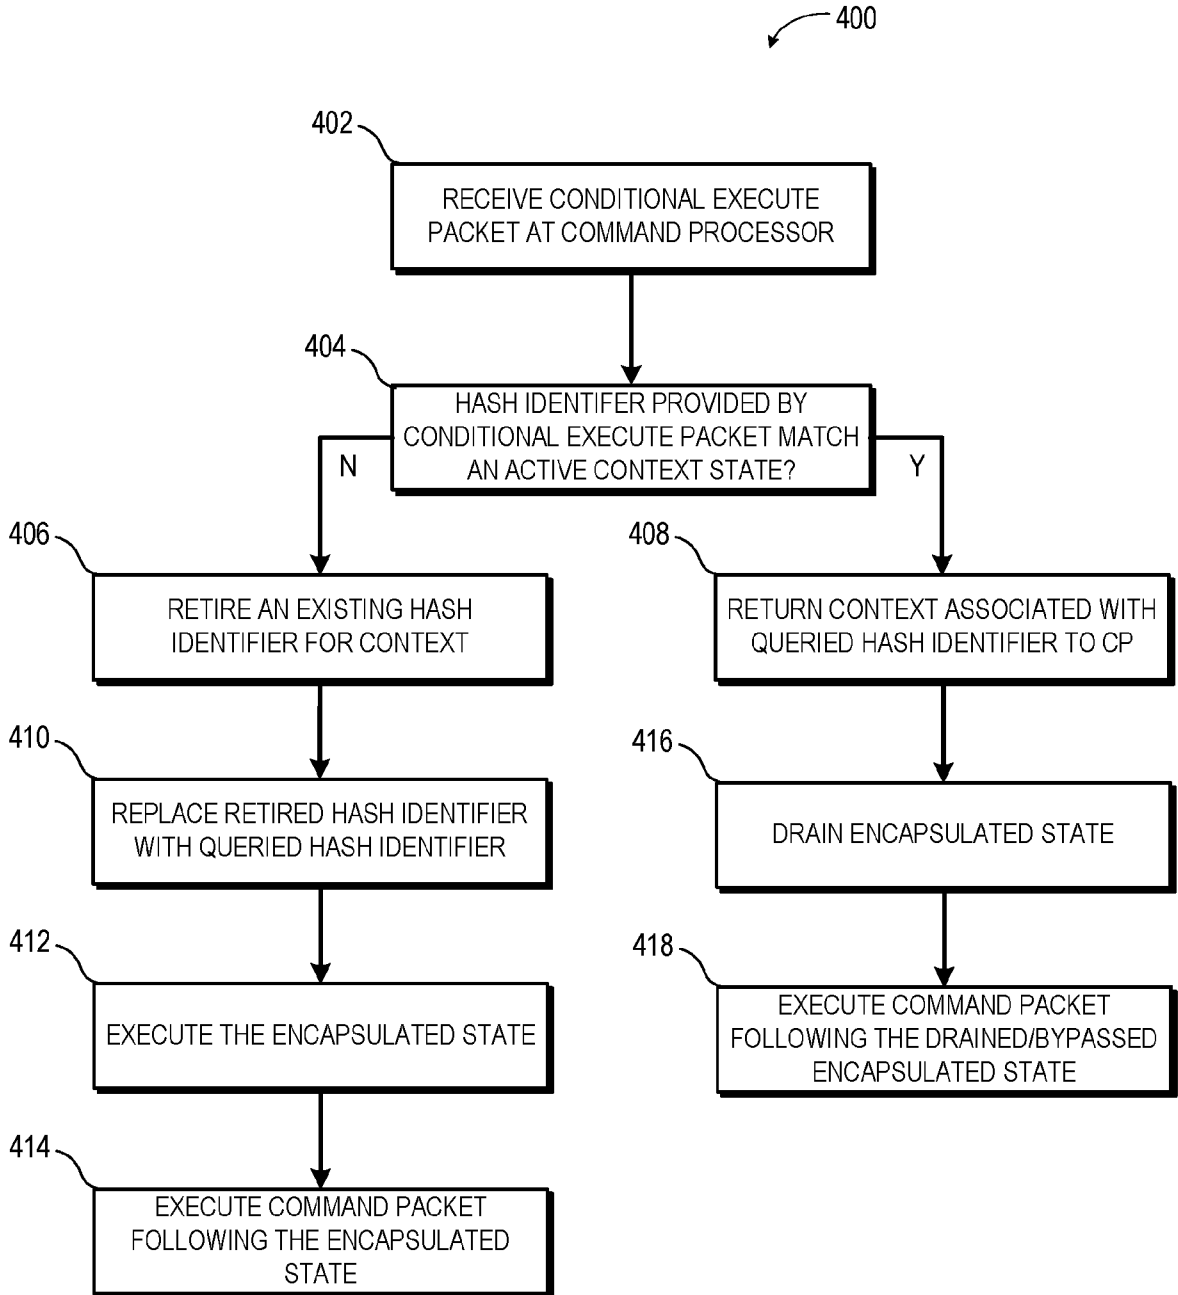 400
402
RECEIVE CONDITIONAL EXECUTE
PACKET AT COMMAND PROCESSOR
404
HASH IDENTIFER PROVIDED BY
CONDITIONAL EXECUTE PACKET MATCH
AN ACTIVE CONTEXT STATE?
N
Y
406
RETIRE AN EXISTING HASH
IDENTIFIER FOR CONTEXT
408
RETURN CONTEXT ASSOCIATED WITH
QUERIED HASH IDENTIFIER TO CP
410
REPLACE RETIRED HASH IDENTIFIER
WITH QUERIED HASH IDENTIFIER
416
DRAIN ENCAPSULATED STATE
412
EXECUTE THE ENCAPSULATED STATE
418
EXECUTE COMMAND PACKET
FOLLOWING THE DRAINED/BYPASSED
ENCAPSULATED STATE
414
EXECUTE COMMAND PACKET
FOLLOWING THE ENCAPSULATED
STATE